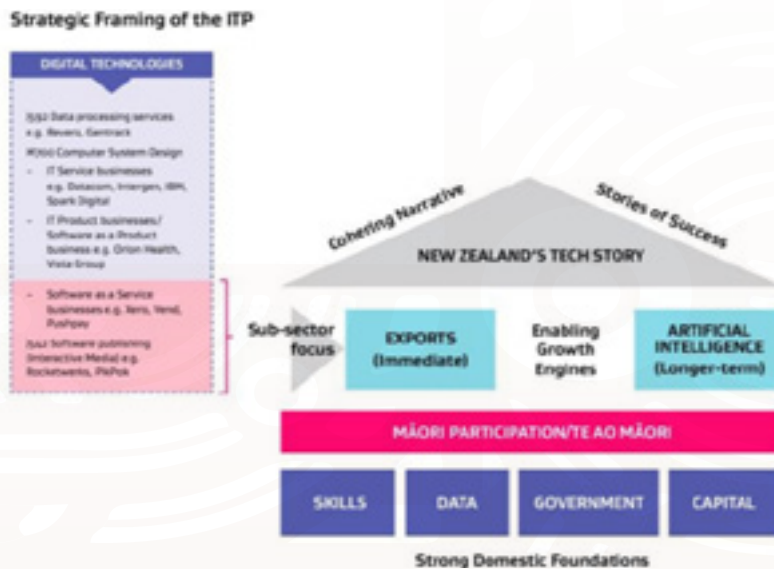 Strategic Framing of the ITP
DIGITAL TECHNOLOGIES
J592 Data processing services
e.g. Revera, Gentrack
M700 Computer System Design
- IT Service businesses
e.g. Datacom, Intergen, IBM,
Spark Digital
- IT Product businesses/
Software as a Product
business e.g. Orion Health,
Vista Group
- Software as a Service
businesses e.g. Xero, Vend,
Pushpay
Software publishing
(Interactive Media) e.g.
Rocketwerks, PikPok
Cohering Narrative
Stories of Success
NEW ZEALAND'S TECH STORY
Sub-sector
focus
EXPORTS
(Immediate)
Enabling
Growth
Engines
ARTIFICIAL
INTELLIGENCE
(Longer-term)
MĀORI PARTICIPATION/TE AO MĀORI
SKILLS
DATA
GOVERNMENT
CAPITAL
Strong Domestic Foundations